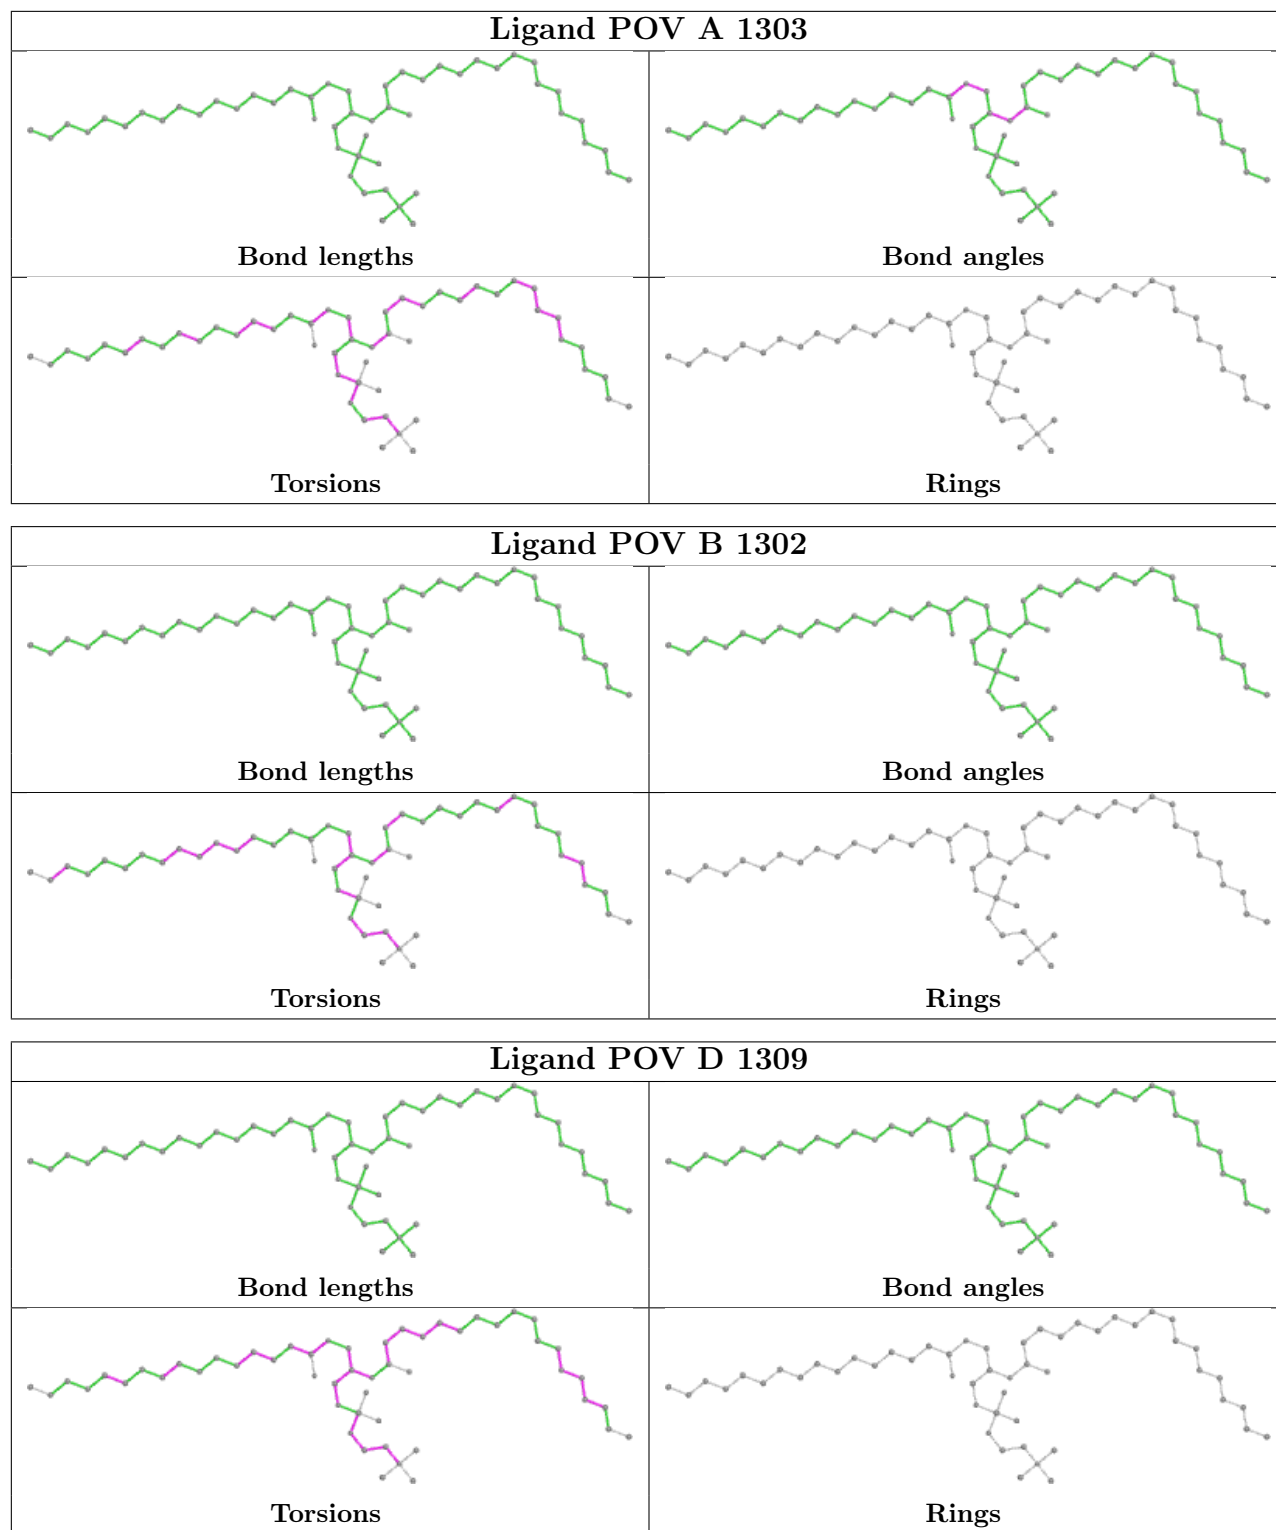 Ligand POV A 1303
Bond lengths
Bond angles
Torsions
Rings
Ligand POV B 1302
Bond lengths
Bond angles
Torsions
Rings
Ligand POV D 1309
Bond lengths
Bond angles
Torsions
Rings